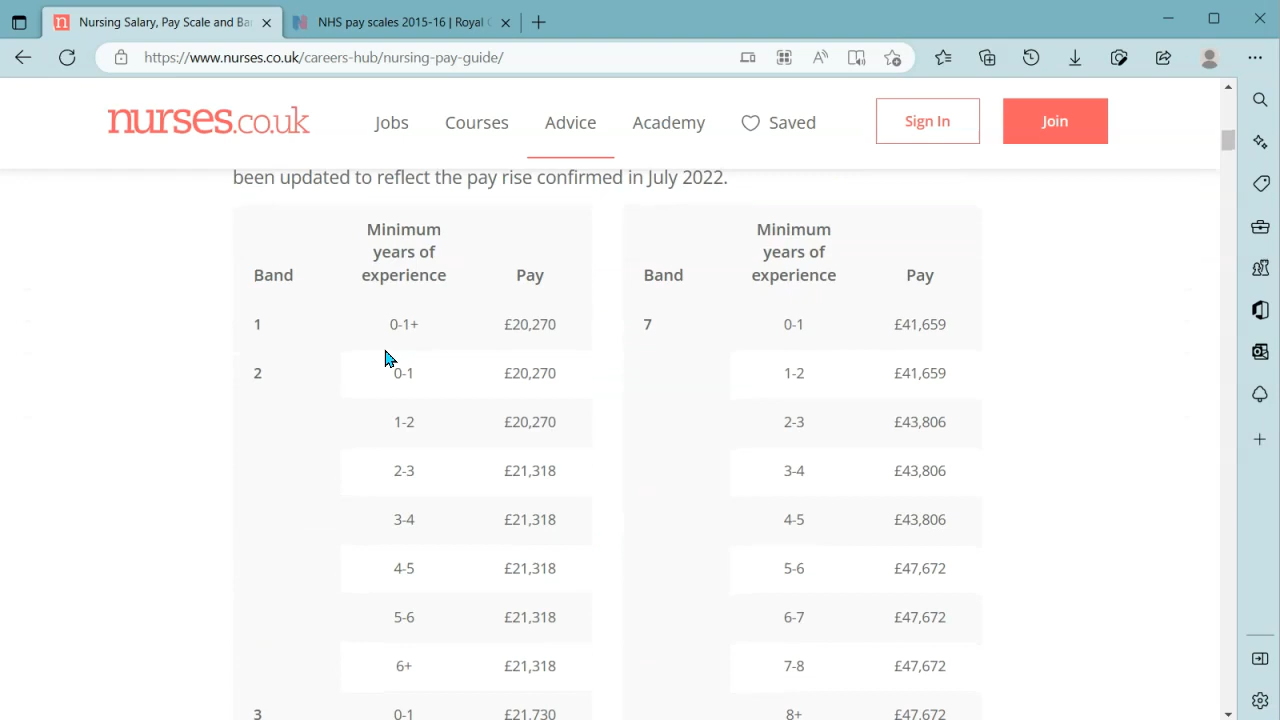 Nursing Salary, Pay Scale and Ba
NHS pay scales 2015-16 | Royal C
https://www.nurses.co.uk/careers-hub/nursing-pay-guide/
nurses.co.uk
Jobs
Courses
Advice
Academy
Saved
Sign In
Join
been updated to reflect the pay rise confirmed in July 2022.
Band Minimum years of experience Pay
1 0-1+ £20,270
2 0-1 £20,270
1-2 £20,270
2-3 £21,318
3-4 £21,318
4-5 £21,318
5-6 £21,318
6+ £21,318
3 0-1 £21,730
Band Minimum years of experience Pay
7 0-1 £41,659
1-2 £41,659
2-3 £43,806
3-4 £43,806
4-5 £43,806
5-6 £47,672
6-7 £47,672
7-8 £47,672
8+ £47,672